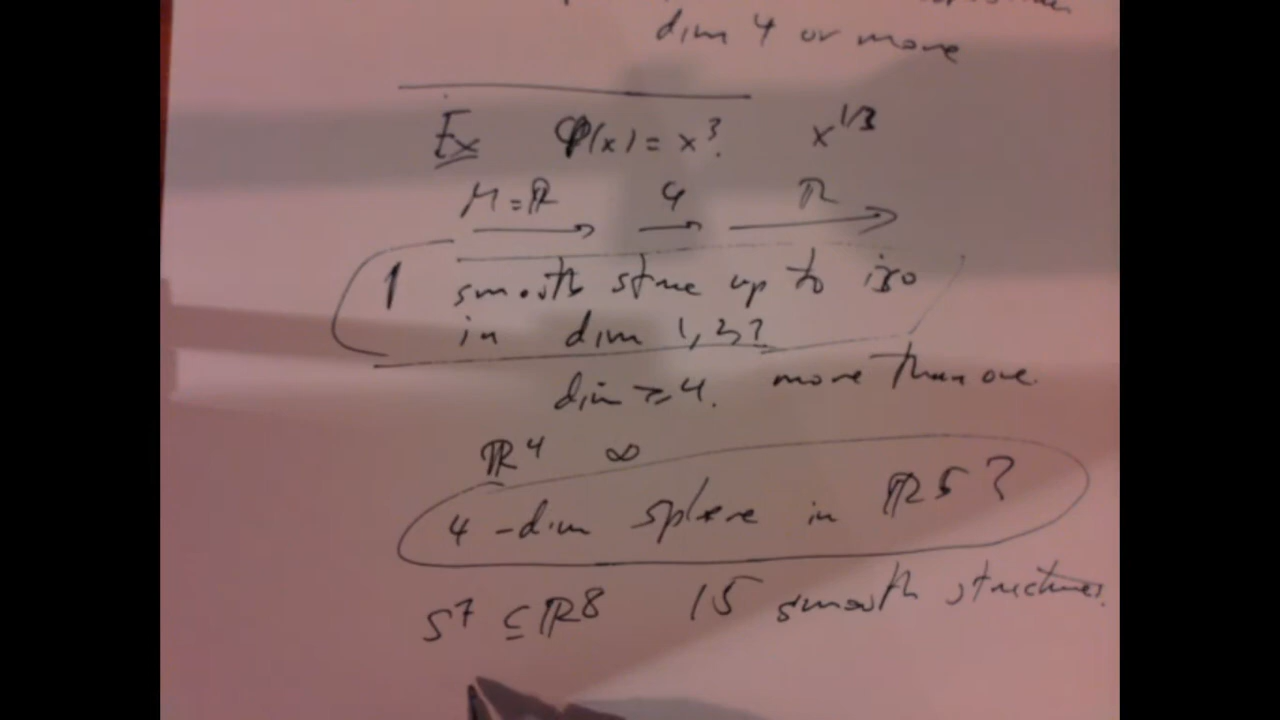 dim 4 or more
Ex φ(x) = x³. x^1/3
M = ℝ φ ℝ
1 smooth struc up to iso
in dim 1, 2, 3
dim ≥ 4. more than one.
ℝ⁴ ∞
4-dim sphere in ℝ5?
S⁷ ⊆ ℝ8 15 smooth structures.